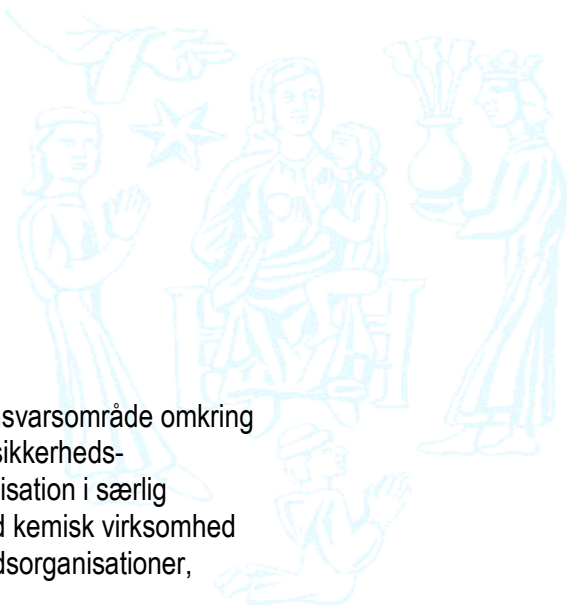 svarsområde omkring
sikkerheds-
isation i særlig
d kemisk virksomhed
dsorganisationer,